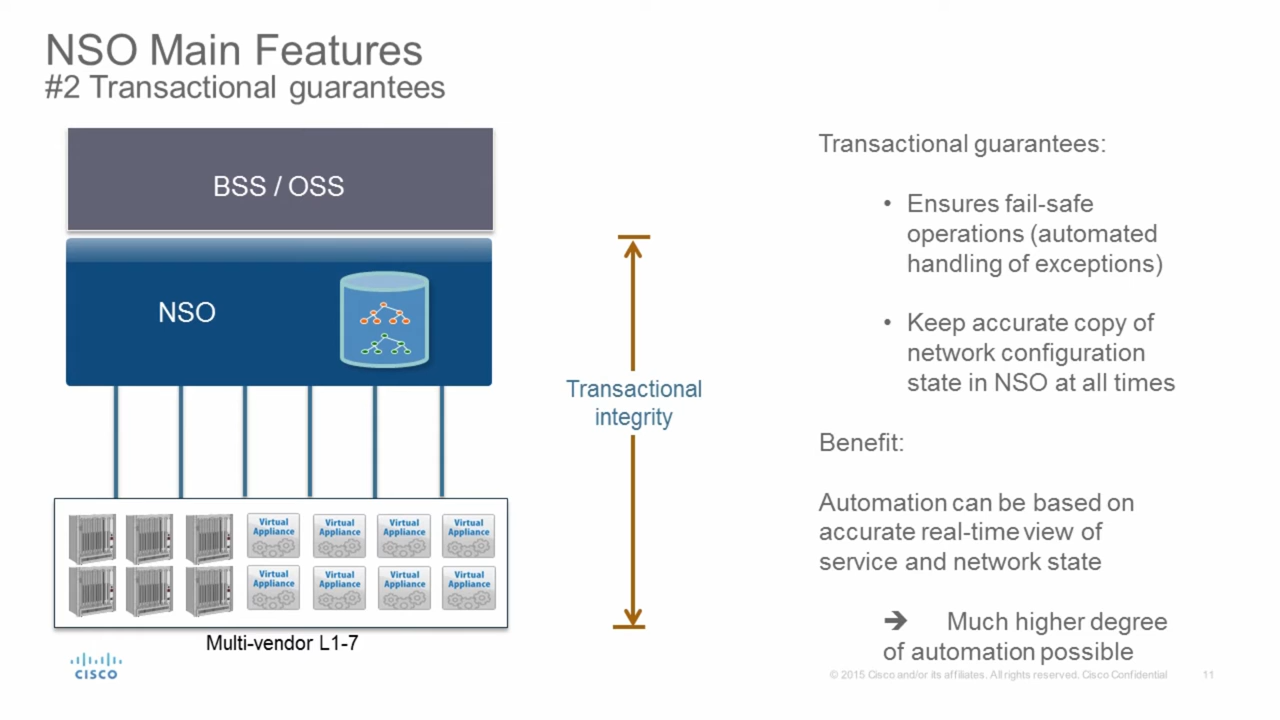 NSO Main Features
#2 Transactional guarantees
BSS / OSS
NSO
Virtual Appliance
Virtual Appliance
Virtual Appliance
Virtual Appliance
Virtual Appliance
Virtual Appliance
Virtual Appliance
Virtual Appliance
Multi-vendor L1-7
Transactional
integrity
Transactional guarantees:
• Ensures fail-safe
operations (automated
handling of exceptions)
• Keep accurate copy of
network configuration
state in NSO at all times
Benefit:
Automation can be based on
accurate real-time view of
service and network state
➔ Much higher degree
of automation possible
CISCO
© 2015 Cisco and/or its affiliates. All rights reserved. Cisco Confidential 11